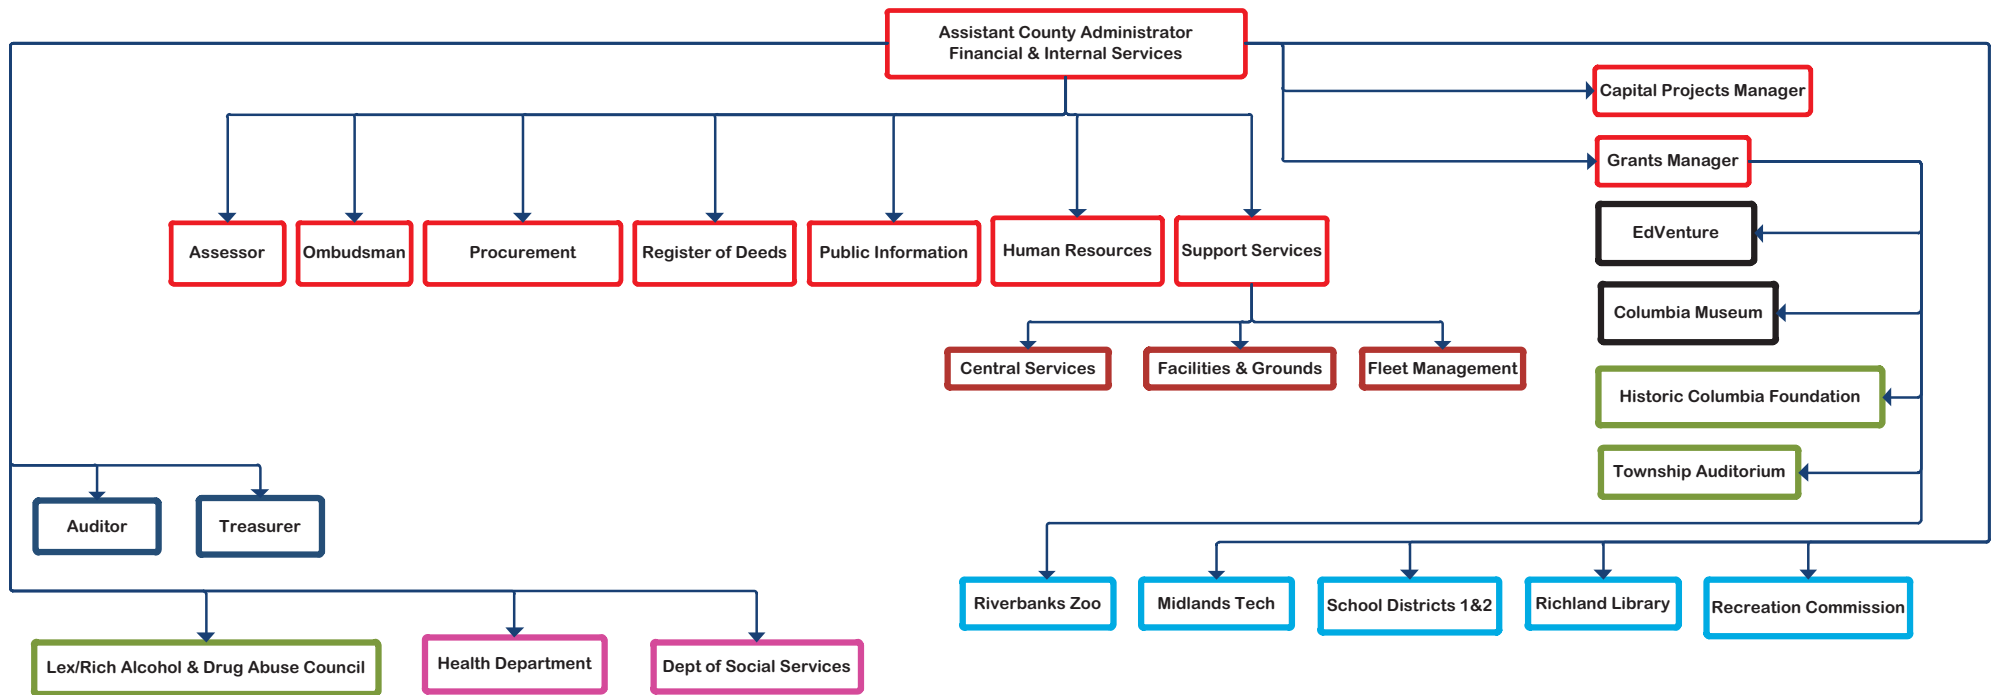 Assistant County Administrator
Financial & Internal Services
Capital Projects Manager
Grants Manager
Assessor
Ombudsman
Procurement
Register of Deeds
Public Information
Human Resources
Support Services
EdVenture
Columbia Museum
Central Services
Facilities & Grounds
Fleet Management
Historic Columbia Foundation
Township Auditorium
Auditor
Treasurer
Riverbanks Zoo
Midlands Tech
School Districts 1&2
Richland Library
Recreation Commission
Lex/Rich Alcohol & Drug Abuse Council
Health Department
Dept of Social Services